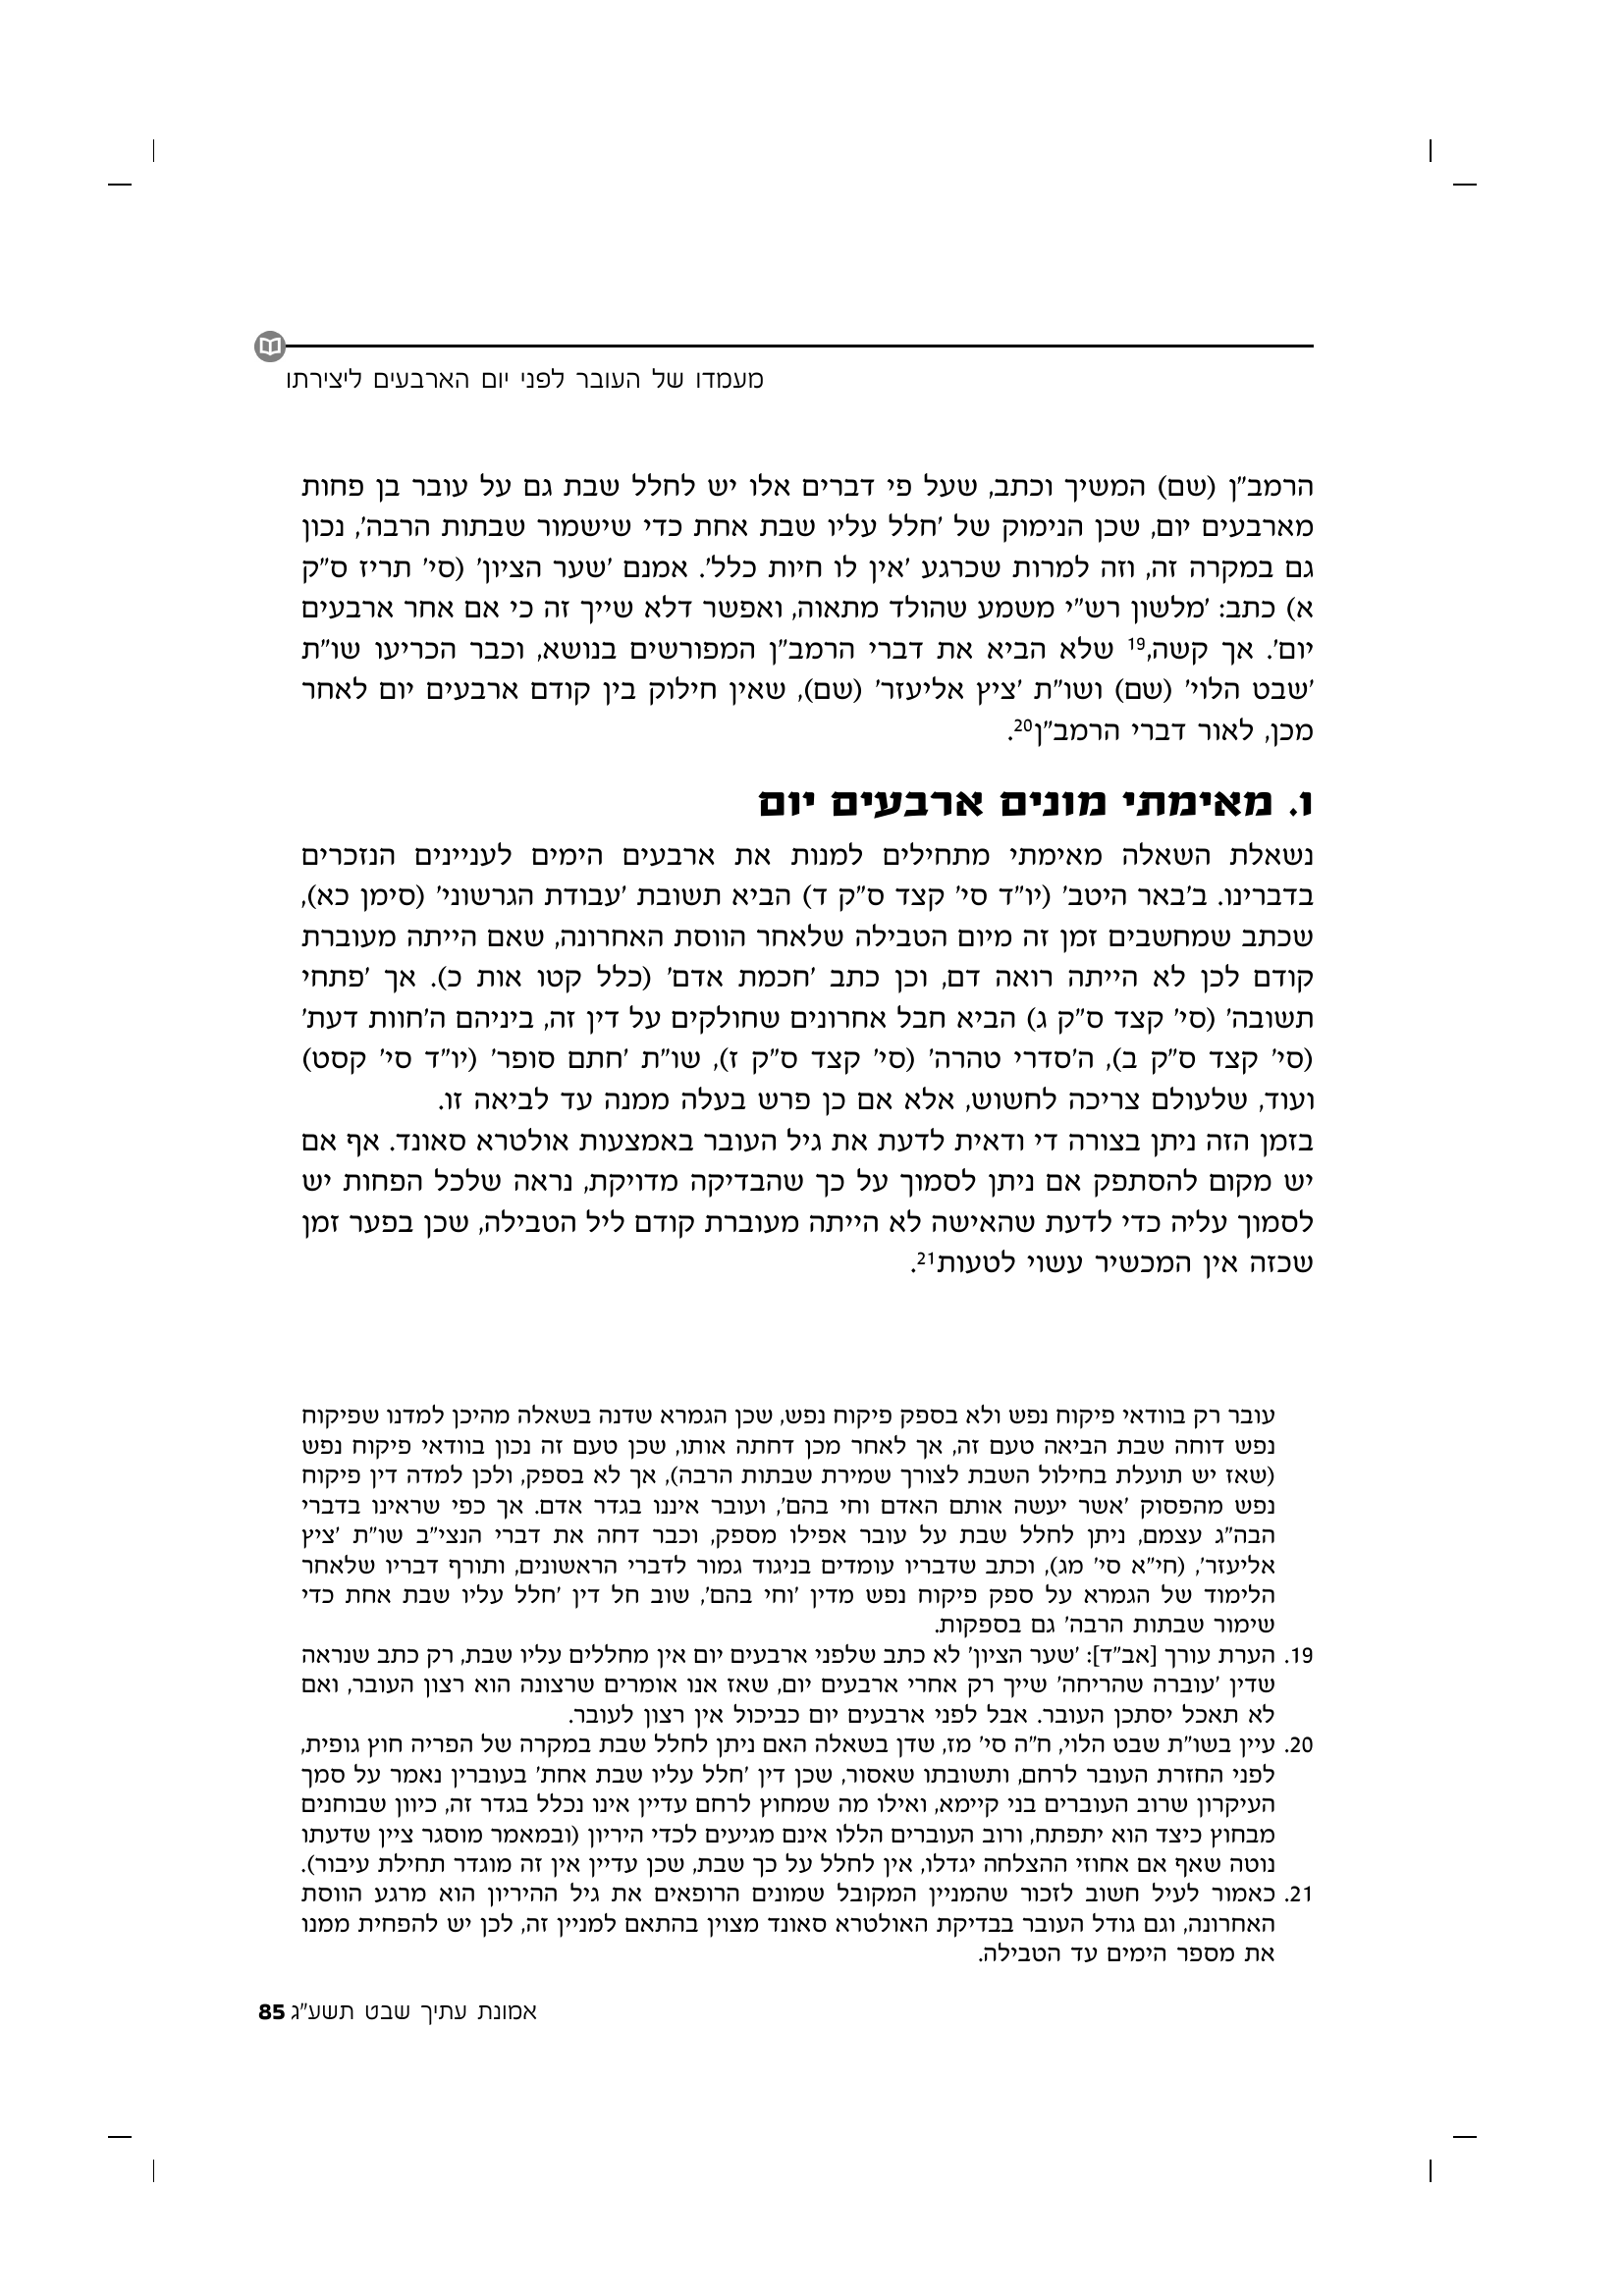 מעמדו של העובר לפני יום הארבעים ליצירתו
הרמב"ן (שם) המשיך וכתב, שעל פי דברים אלו יש לחלל שבת גם על עובר בן פחות
מארבעים יום, שכן הנימוק של 'חלל עליו שבת אחת כדי שישמור שבתות הרבה', נכון
גם במקרה זה, וזה למרות שכרגע 'אין לו חיות כלל'. אמנם 'שער הציון' (סי' תריז ס"ק
א) כתב: 'מלשון רש"י משמע שהולד מתאוה, ואפשר דלא שייך זה כי אם אחר ארבעים
יום'. אך קשה,19 שלא הביא את דברי הרמב"ן המפורשים בנושא, וכבר הכריעו שו"ת
'שבט הלוי' (שם) ושו"ת 'ציץ אליעזר' (שם), שאין חילוק בין קודם ארבעים יום לאחר
מכן, לאור דברי הרמב"ן20.
ו. מאימתי מונים ארבעים יום
נשאלת השאלה מאימתי מתחילים למנות את ארבעים הימים לעניינים הנזכרים
בדברינו. ב'באר היטב' (יו"ד סי' קצד ס"ק ד) הביא תשובת 'עבודת הגרשוני' (סימן כא),
שכתב שמחשבים זמן זה מיום הטבילה שלאחר הווסת האחרונה, שאם הייתה מעוברת
קודם לכן לא הייתה רואה דם, וכן כתב 'חכמת אדם' (כלל קטו אות כ). אך 'פתחי
תשובה' (סי' קצד ס"ק ג) הביא חבל אחרונים שחולקים על דין זה, ביניהם ה'חוות דעת'
(סי' קצד ס"ק ב), ה'סדרי טהרה' (סי' קצד ס"ק ז), שו"ת 'חתם סופר' (יו"ד סי' קסט)
ועוד, שלעולם צריכה לחשוש, אלא אם כן פרש בעלה ממנה עד לביאה זו.
בזמן הזה ניתן בצורה די ודאית לדעת את גיל העובר באמצעות אולטרא סאונד. אף אם
יש מקום להסתפק אם ניתן לסמוך על כך שהבדיקה מדויקת, נראה שלכל הפחות יש
לסמוך עליה כדי לדעת שהאישה לא הייתה מעוברת קודם ליל הטבילה, שכן בפער זמן
שכזה אין המכשיר עשוי לטעות21.
עובר רק בוודאי פיקוח נפש ולא בספק פיקוח נפש, שכן הגמרא שדנה בשאלה מהיכן למדנו שפיקוח
נפש דוחה שבת הביאה טעם זה, אך לאחר מכן דחתה אותו, שכן טעם זה נכון בוודאי פיקוח נפש
(שאז יש תועלת בחילול השבת לצורך שמירת שבתות הרבה), אך לא בספק, ולכן למדה דין פיקוח
נפש מהפסוק 'אשר יעשה אותם האדם וחי בהם', ועובר איננו בגדר אדם. אך כפי שראינו בדברי
הבה"ג עצמם, ניתן לחלל שבת על עובר אפילו מספק, וכבר דחה את דברי הנצי"ב שו"ת 'ציץ
אליעזר', (חי"א סי' מג), וכתב שדבריו עומדים בניגוד גמור לדברי הראשונים, ותורף דבריו שלאחר
הלימוד של הגמרא על ספק פיקוח נפש מדין 'וחי בהם', שוב חל דין 'חלל עליו שבת אחת כדי
שימור שבתות הרבה' גם בספקות.
19. הערת עורך [אב"ד]: 'שער הציון' לא כתב שלפני ארבעים יום אין מחללים עליו שבת, רק כתב שנראה
שדין 'עוברה שהריחה' שייך רק אחרי ארבעים יום, שאז אנו אומרים שרצונה הוא רצון העובר, ואם
לא תאכל יסתכן העובר. אבל לפני ארבעים יום כביכול אין רצון לעובר.
20. עיין בשו"ת שבט הלוי, ח"ה סי' מז, שדן בשאלה האם ניתן לחלל שבת במקרה של הפריה חוץ גופית,
לפני החזרת העובר לרחם, ותשובתו שאסור, שכן דין 'חלל עליו שבת אחת' בעוברין נאמר על סמך
העיקרון שרוב העוברים בני קיימא, ואילו מה שמחוץ לרחם עדיין אינו נכלל בגדר זה, כיוון שבוחנים
מבחוץ כיצד הוא יתפתח, ורוב העוברים הללו אינם מגיעים לכדי היריון (ובמאמר מוסגר ציין שדעתו
נוטה שאף אם אחוזי ההצלחה יגדלו, אין לחלל על כך שבת, שכן עדיין אין זה מוגדר תחילת עיבור).
21. כאמור לעיל חשוב לזכור שהמניין המקובל שמונים הרופאים את גיל ההיריון הוא מרגע הווסת
האחרונה, וגם גודל העובר בבדיקת האולטרא סאונד מצוין בהתאם למניין זה, לכן יש להפחית ממנו
את מספר הימים עד הטבילה.
אמונת עתיך שבט תשע"ג 85